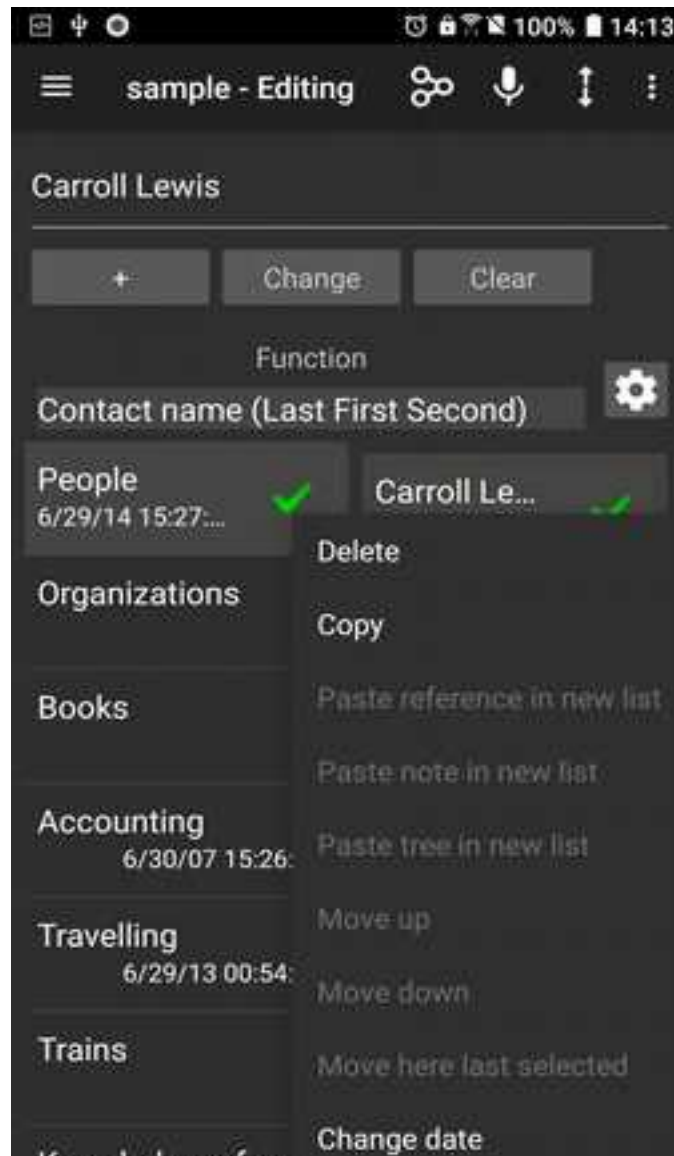 100% 14:13
sample - Editing
Carroll Lewis
+ Change Clear
Function
Contact name (Last First Second)
People
6/29/14 15:27:...
Carroll Le...
Organizations
Books
Accounting
6/30/07 15:26:
Travelling
6/29/13 00:54:
Trains
Delete
Copy
Paste reference in new list
Paste note in new list
Paste tree in new list
Move up
Move down
Move here last selected
Change date